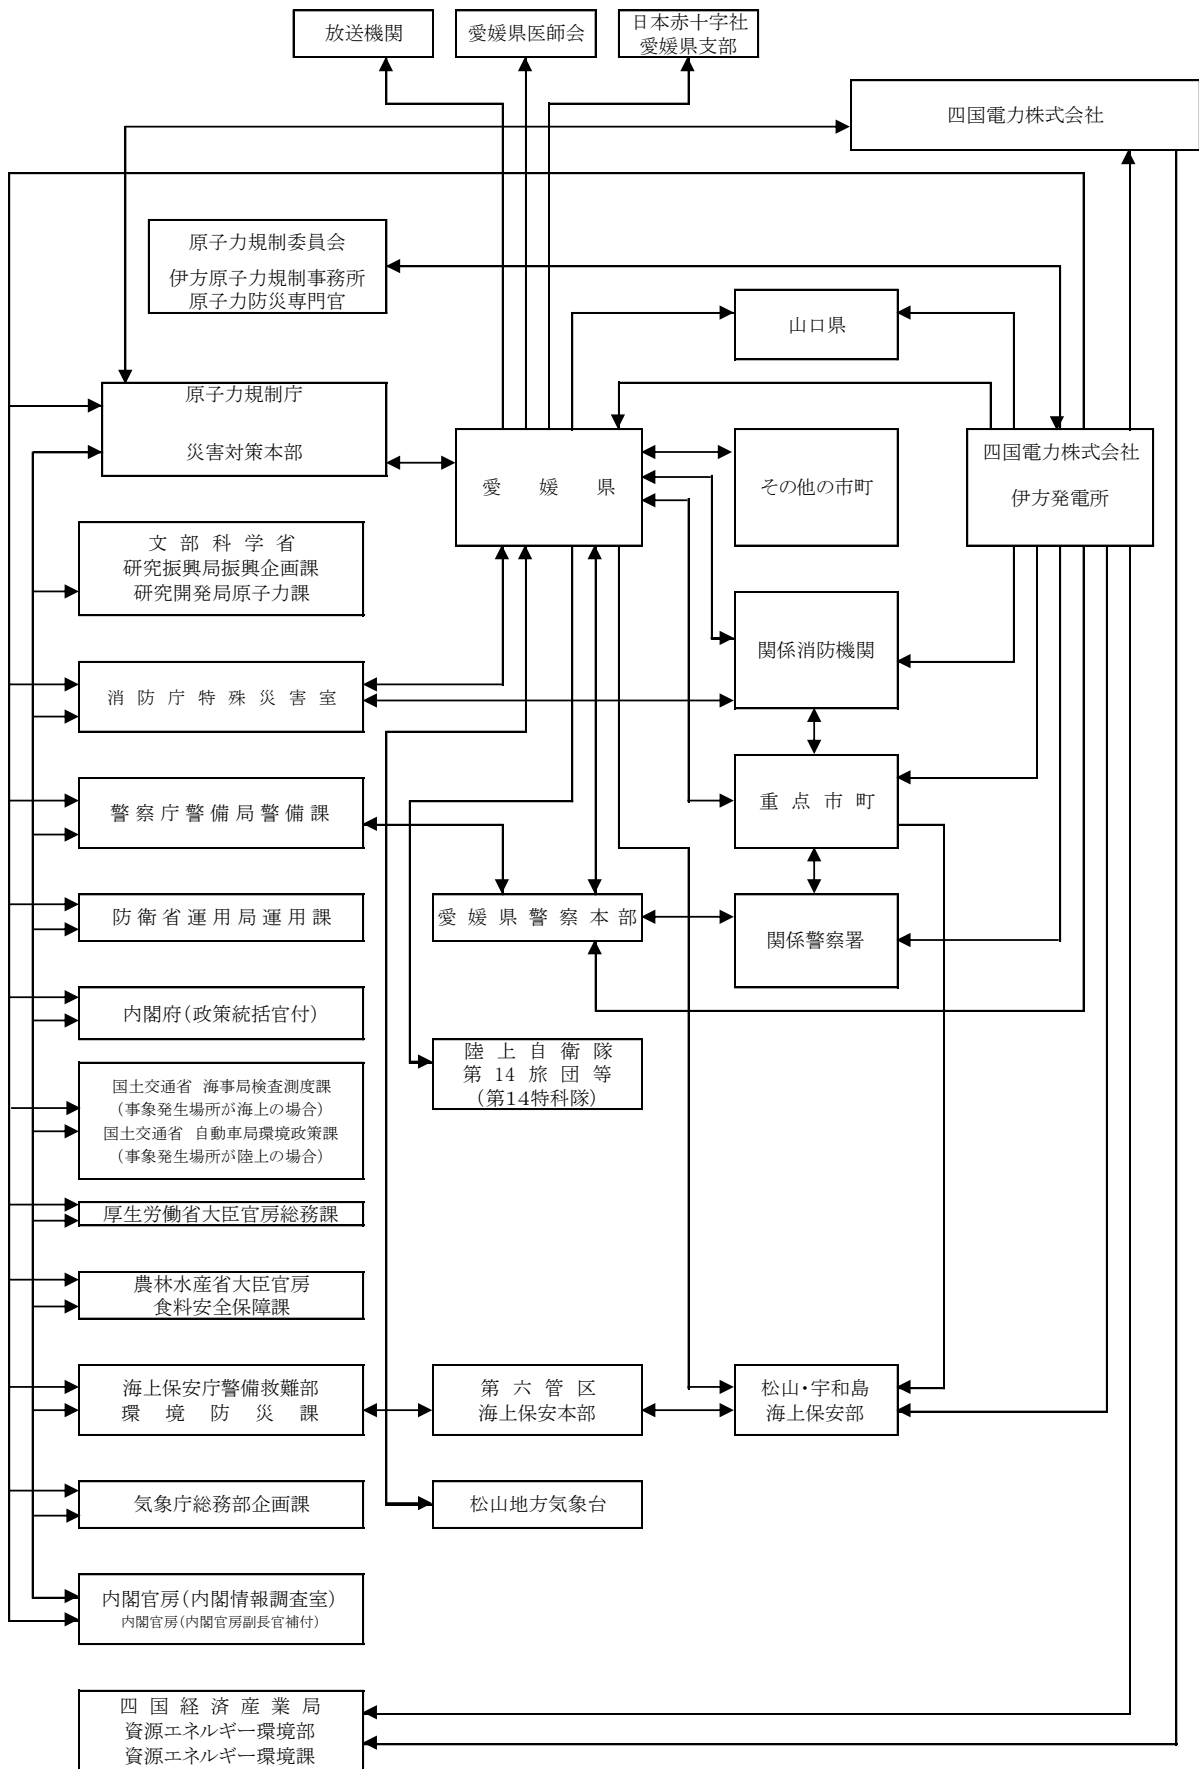 放送機関
愛媛県医師会
日本赤十字社
愛媛県支部
四国電力株式会社
原子力規制委員会
伊方原子力規制事務所
原子力防災専門官
山口県
原子力規制庁
災害対策本部
愛媛県
その他の市町
四国電力株式会社
伊方発電所
文部科学省
研究振興局振興企画課
研究開発局原子力課
関係消防機関
消防庁特殊災害室
警察庁警備局警備課
重点市町
防衛省運用局運用課
愛媛県警察本部
関係警察署
内閣府(政策統括官付)
陸上自衛隊
第14旅団等
(第14特科隊)
国土交通省 海事局検査測度課
(事象発生場所が海上の場合)
国土交通省 自動車局環境政策課
(事象発生場所が陸上の場合)
厚生労働省大臣官房総務課
農林水産省大臣官房
食料安全保障課
海上保安庁警備救難部
環境防災課
第六管区
海上保安本部
松山・宇和島
海上保安部
気象庁総務部企画課
松山地方気象台
内閣官房(内閣情報調査室)
内閣官房(内閣官房副長官補付)
四国経済産業局
資源エネルギー環境部
資源エネルギー環境課